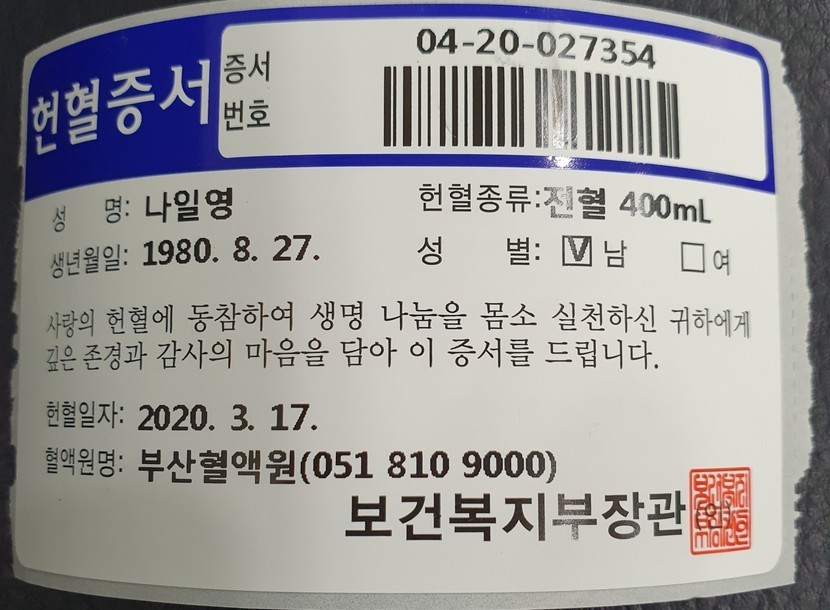 헌혈증서
증서번호
04-20-027354
성 명: 나일영 헌혈종류:전혈 400mL
생년월일: 1980. 8. 27. 성 별: ☑남 □여
사랑의 헌혈에 동참하여 생명 나눔을 몸소 실천하신 귀하에게
깊은 존경과 감사의 마음을 담아 이 증서를 드립니다.
헌혈일자: 2020. 3. 17.
혈액원명: 부산혈액원(051 810 9000)
보건복지부장관 (인)